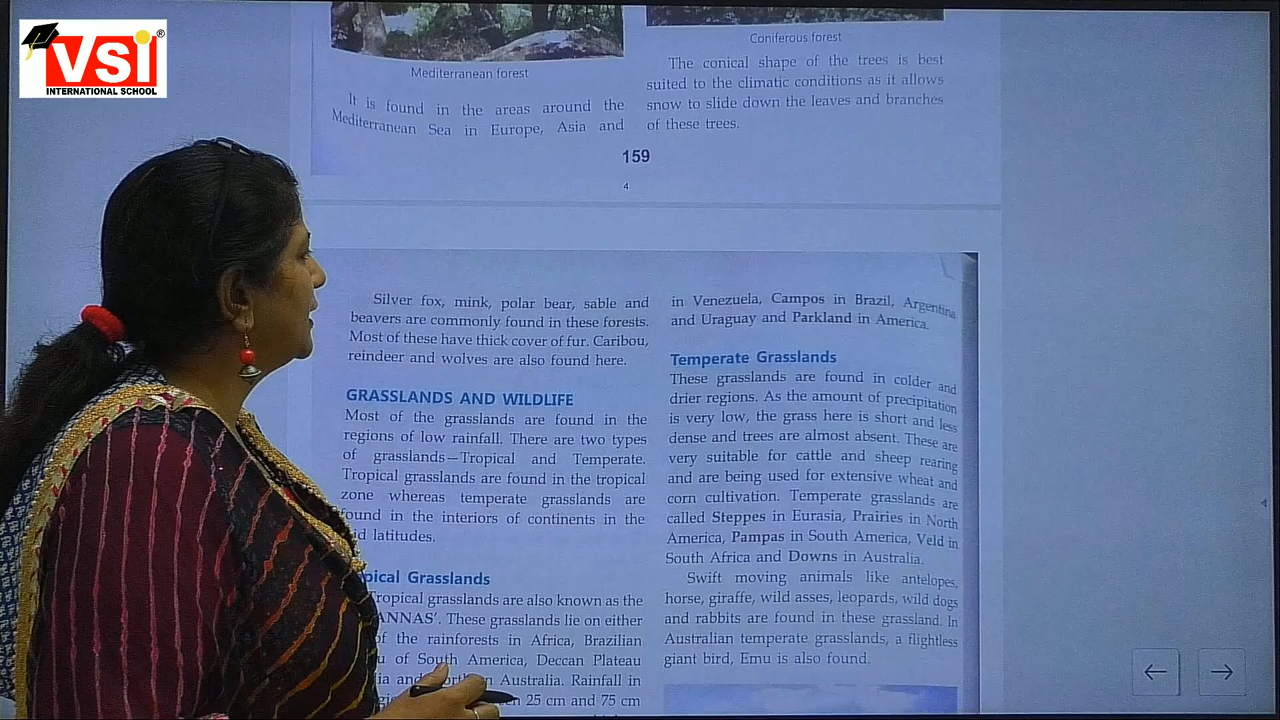 VSI
INTERNATIONAL SCHOOL
Mediterranean forest
It is found in the areas around the
Mediterranean Sea in Europe, Asia and
Coniferous forest
The conical shape of the trees is best
suited to the climatic conditions as it allows
snow to slide down the leaves and branches
of these trees.
159
4
Silver fox, mink, polar bear, sable and
beavers are commonly found in these forests.
Most of these have thick cover of fur. Caribou,
reindeer and wolves are also found here.
GRASSLANDS AND WILDLIFE
Most of the grasslands are found in the
regions of low rainfall. There are two types
of grasslands—Tropical and Temperate.
Tropical grasslands are found in the tropical
zone whereas temperate grasslands are
found in the interiors of continents in the
id latitudes.
pical Grasslands
Tropical grasslands are also known as the
ANNAS'. These grasslands lie on either
of the rainforests in Africa, Brazilian
u of South America, Deccan Plateau
ia and Australia. Rainfall in
25 cm and 75 cm
in Venezuela, Campos in Brazil, Argentina
and Uraguay and Parkland in America.
Temperate Grasslands
These grasslands are found in colder and
drier regions. As the amount of precipitation
is very low, the grass here is short and less
dense and trees are almost absent. These are
very suitable for cattle and sheep rearing
and are being used for extensive wheat and
corn cultivation. Temperate grasslands are
called Steppes in Eurasia, Prairies in North
America, Pampas in South America, Veld in
South Africa and Downs in Australia.
Swift moving animals like antelopes,
horse, giraffe, wild asses, leopards, wild dogs
and rabbits are found in these grassland. In
Australian temperate grasslands, a flightless
giant bird, Emu is also found.